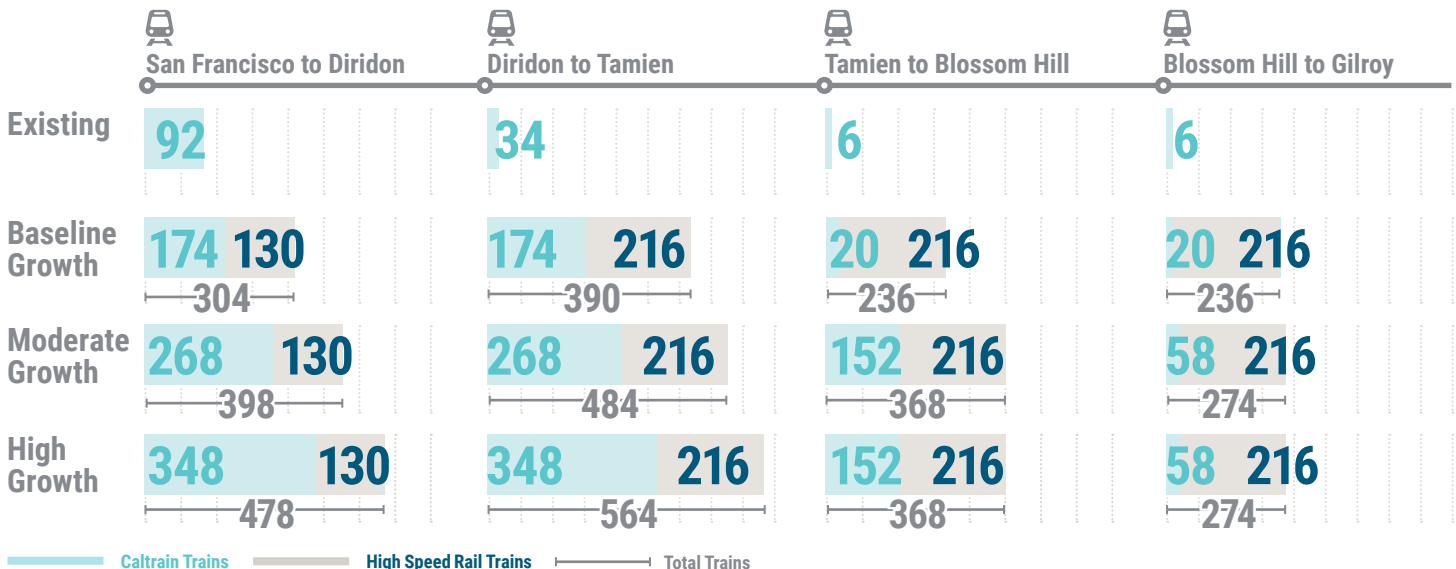 San Francisco to Diridon
Diridon to Tamien
Tamien to Blossom Hill
Blossom Hill to Gilroy
Existing
92
34
6
6
Baseline
Growth
174 130
304
174 216
390
20 216
236
20 216
236
Moderate
Growth
268 130
398
268 216
484
152 216
368
58 216
274
High
Growth
348 130
478
348 216
564
152 216
368
58 216
274
Caltrain Trains
High Speed Rail Trains
Total Trains